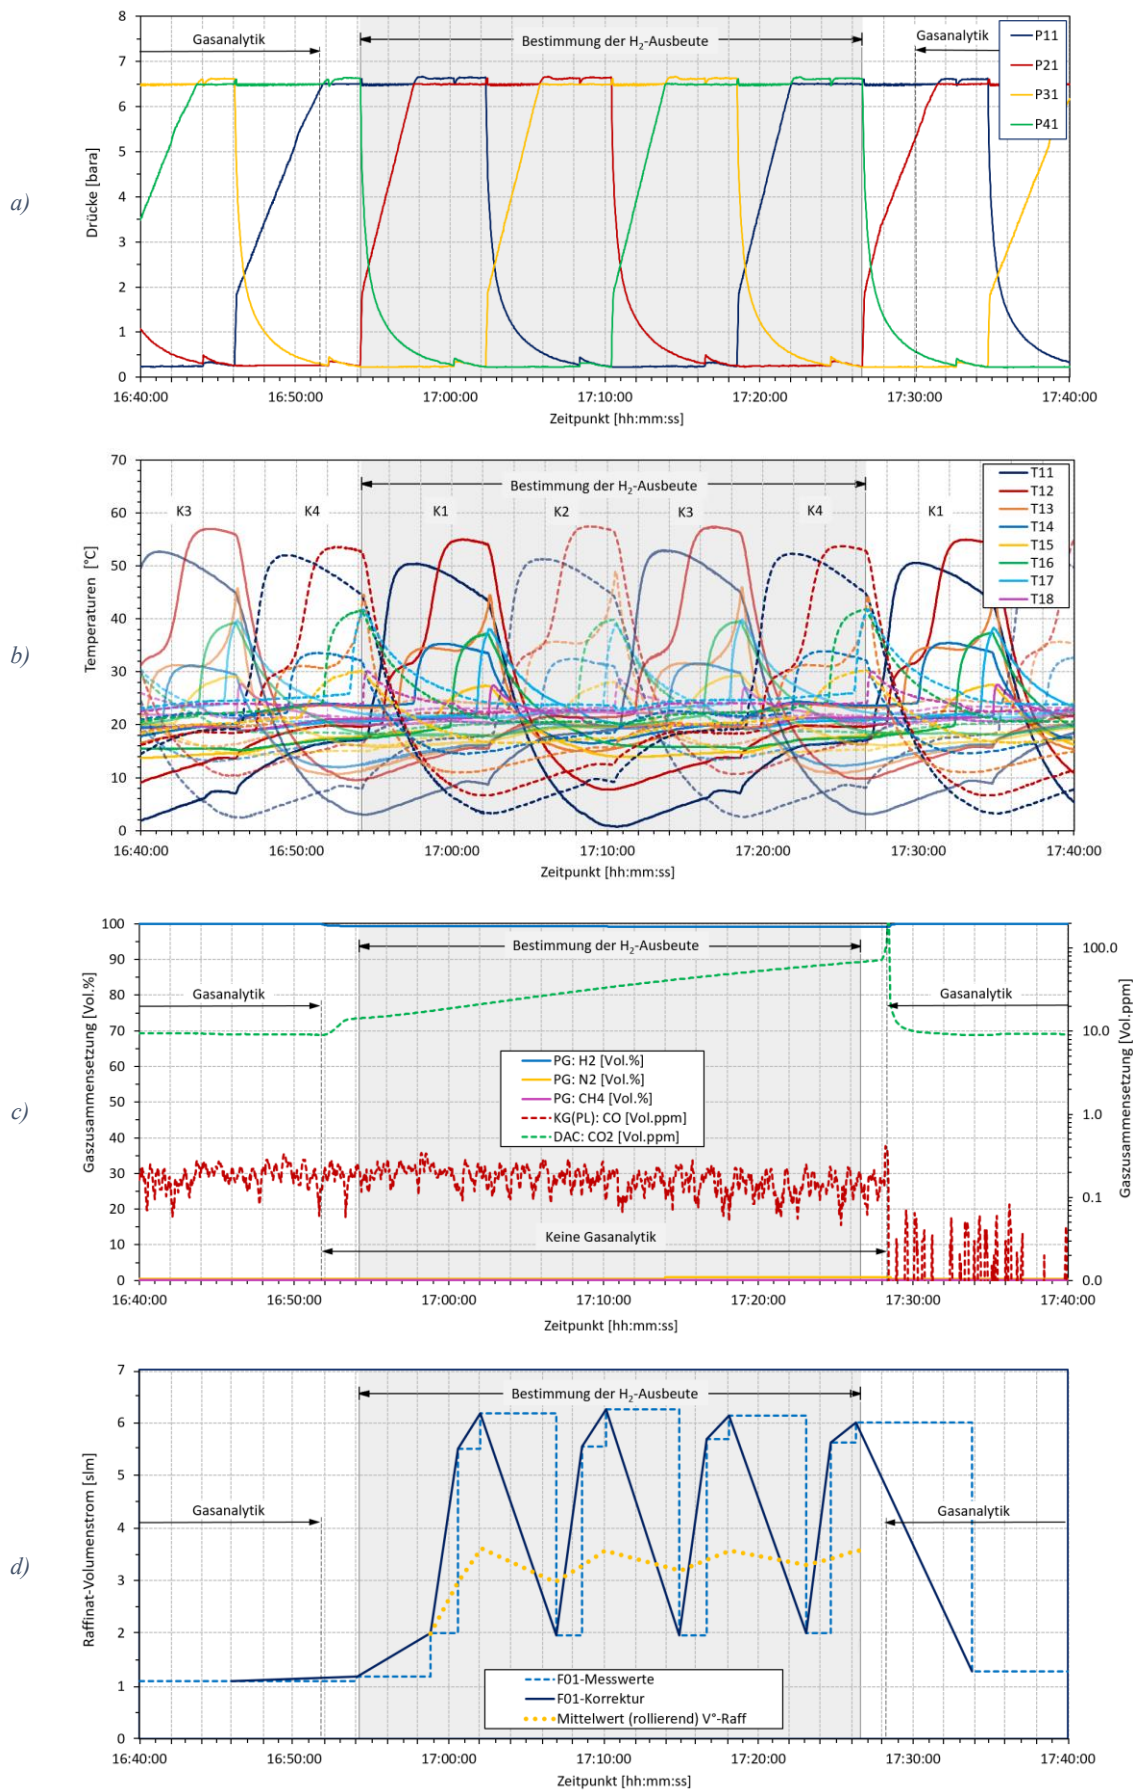 a)
Drücke [bara]
8
7
6
5
4
3
2
1
0
Gasanalytik
Bestimmung der H₂-Ausbeute
Gasanalytik
P11
P21
P31
P41
16:40:00 16:50:00 17:00:00 17:10:00 17:20:00 17:30:00 17:40:00
Zeitpunkt [hh:mm:ss]
b)
Temperaturen [°C]
70
60
50
40
30
20
10
0
Bestimmung der H₂-Ausbeute
K3 K4 K1 K2 K3 K4 K1
T11
T12
T13
T14
T15
T16
T17
T18
16:40:00 16:50:00 17:00:00 17:10:00 17:20:00 17:30:00 17:40:00
Zeitpunkt [hh:mm:ss]
c)
Gaszusammensetzung [Vol.%]
100
90
80
70
60
50
40
30
20
10
0
Bestimmung der H₂-Ausbeute
Gasanalytik
Gasanalytik
PG: H2 [Vol.%]
PG: N2 [Vol.%]
PG: CH4 [Vol.%]
KG(PL): CO [Vol.ppm]
DAC: CO2 [Vol.ppm]
Keine Gasanalytik
100.0
10.0
1.0
0.1
0.0
Gaszusammensetzung [Vol.ppm]
16:40:00 16:50:00 17:00:00 17:10:00 17:20:00 17:30:00 17:40:00
Zeitpunkt [hh:mm:ss]
d)
Raffinat-Volumenstrom [slm]
7
6
5
4
3
2
1
0
Bestimmung der H₂-Ausbeute
Gasanalytik
Gasanalytik
F01-Messwerte
F01-Korrektur
Mittelwert (rollierend) V°-Raff
16:40:00 16:50:00 17:00:00 17:10:00 17:20:00 17:30:00 17:40:00
Zeitpunkt [hh:mm:ss]